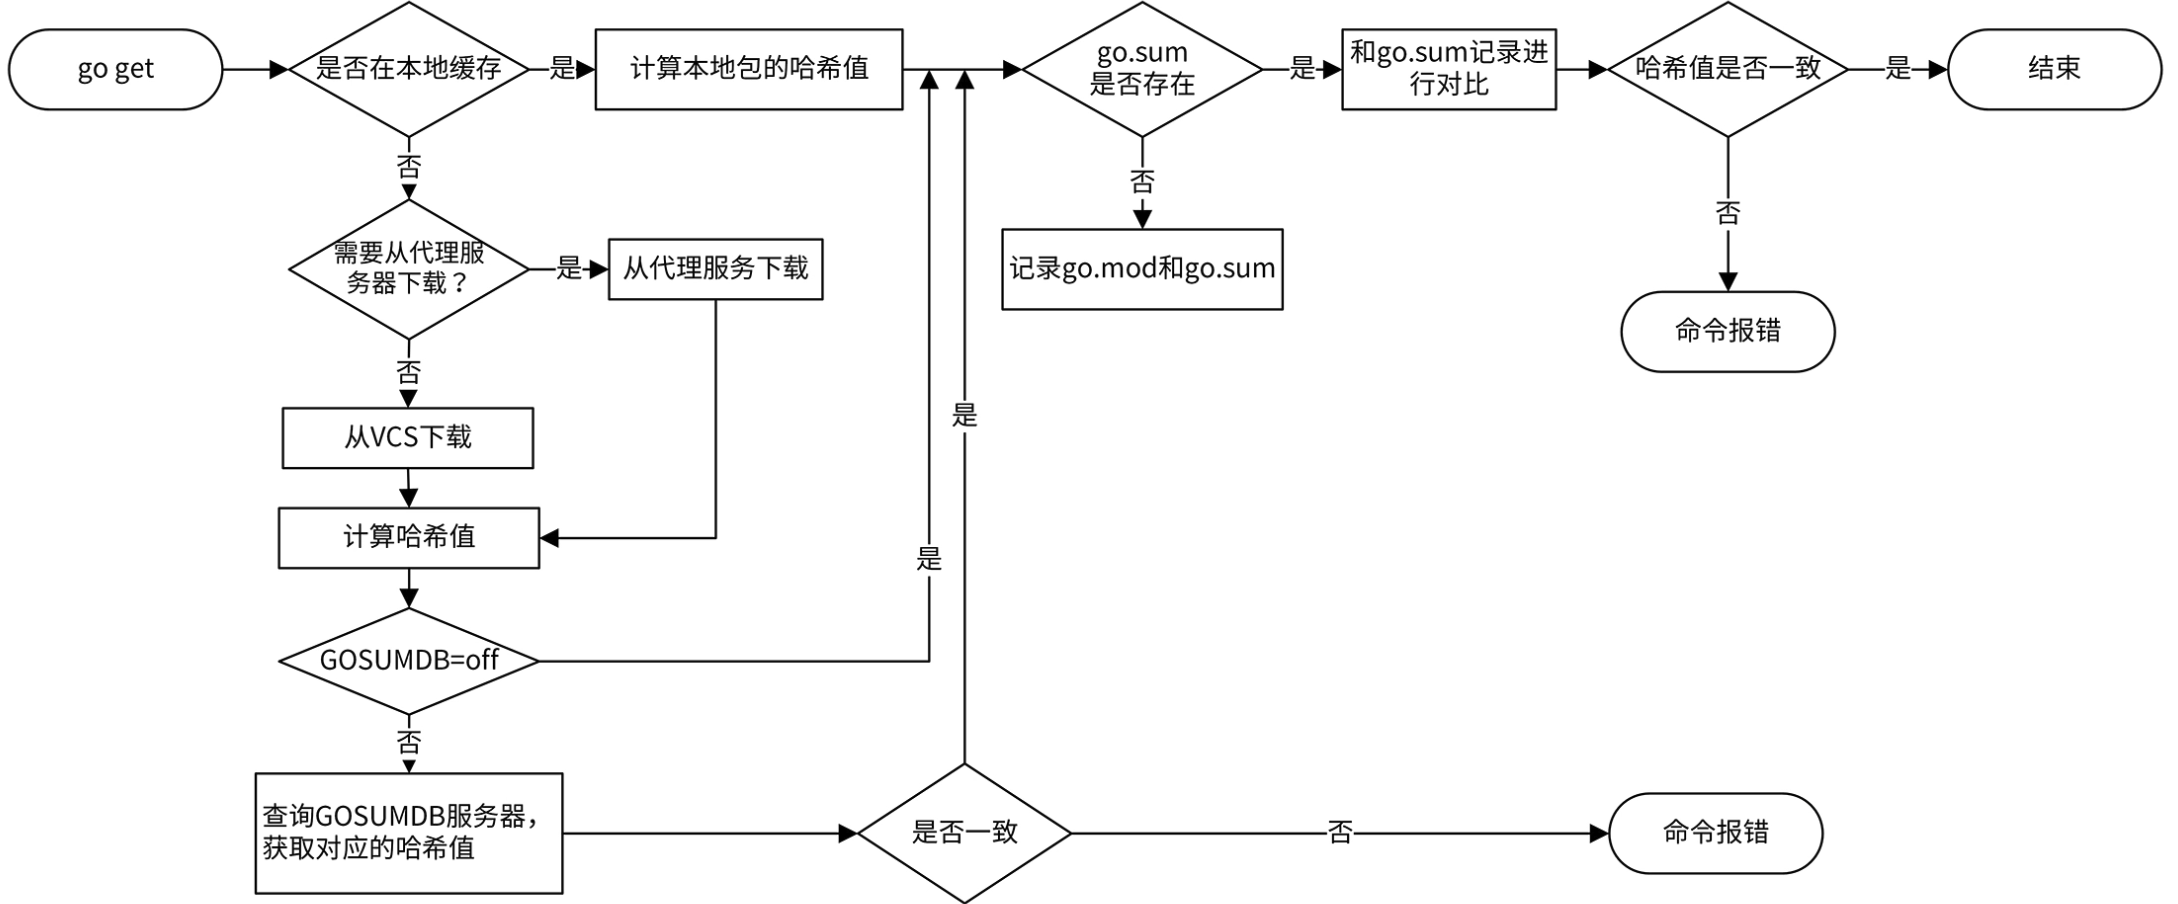 go get
是否在本地缓存
是
计算本地包的哈希值
go.sum
是否存在
是
和go.sum记录进
行对比
哈希值是否一致
是
结束
否
否
否
需要从代理服
务器下载？
是
从代理服务下载
记录go.mod和go.sum
命令报错
否
从VCS下载
是
计算哈希值
是
GOSUMDB=off
否
查询GOSUMDB服务器，
获取对应的哈希值
是否一致
否
命令报错